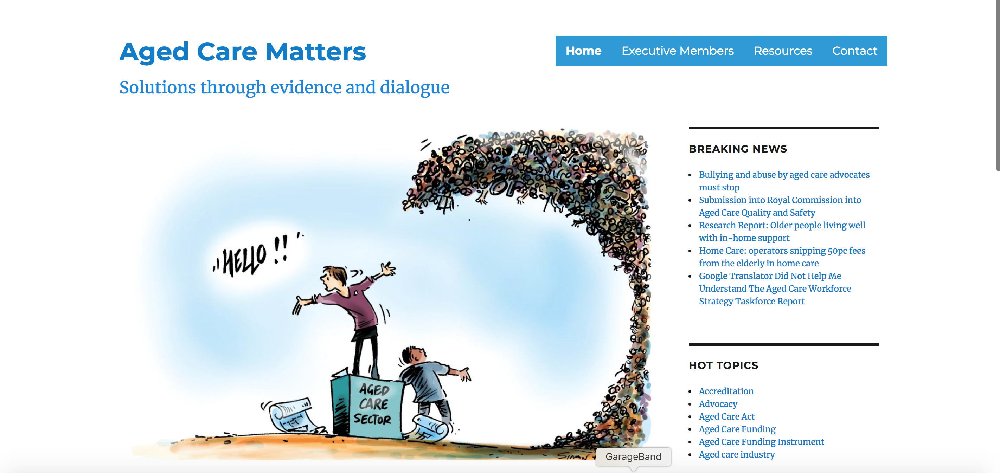 Aged Care Matters
Home Executive Members Resources Contact
Solutions through evidence and dialogue
HELLO!!
AGED
CARE
SECTOR
SIMON
GarageBand
BREAKING NEWS
Bullying and abuse by aged care advocates
must stop
Submission into Royal Commission into
Aged Care Quality and Safety
Research Report: Older people living well
with in-home support
Home Care: operators snipping 50pc fees
from the elderly in home care
Google Translator Did Not Help Me
Understand The Aged Care Workforce
Strategy Taskforce Report
HOT TOPICS
Accreditation
Advocacy
Aged Care Act
Aged Care Funding
Aged Care Funding Instrument
Aged care industry